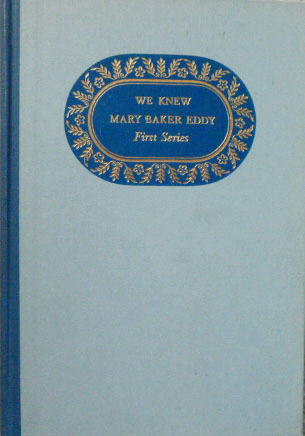 WE KNEW
MARY BAKER EDDY
First Series